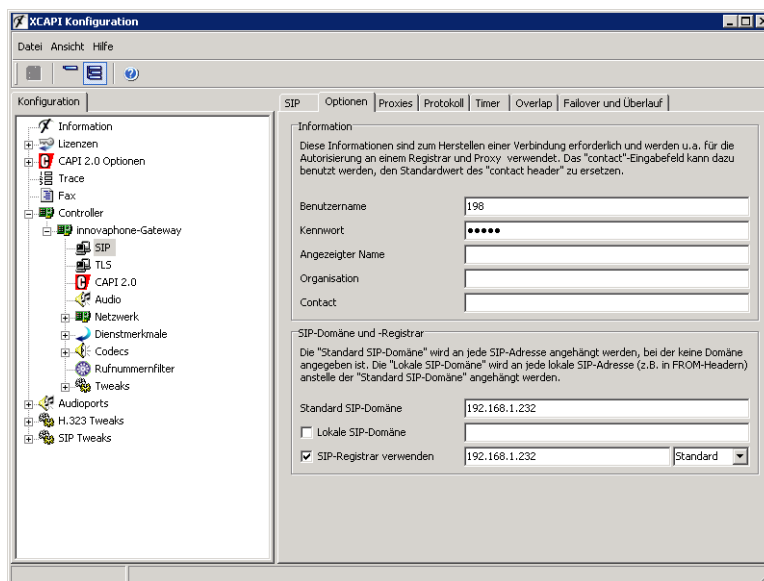 XCAPI Konfiguration
Datei Ansicht Hilfe
Konfiguration
Information
Lizenzen
CAPI 2.0 Optionen
Trace
Fax
Controller
innovaphone-Gateway
SIP
TLS
CAPI 2.0
Audio
Netzwerk
Dienstmerkmale
Codecs
Rufnummernfilter
Tweaks
Audioports
H.323 Tweaks
SIP Tweaks
SIP Optionen Proxies Protokoll Timer Overlap Failover und Überlauf
Information
Diese Informationen sind zum Herstellen einer Verbindung erforderlich und werden u.a. für die
Autorisierung an einem Registrar und Proxy verwendet. Das "contact"-Eingabefeld kann dazu
benutzt werden, den Standardwert des "contact header" zu ersetzen.
Benutzername 198
Kennwort •••••
Angezeigter Name
Organisation
Contact
SIP-Domäne und -Registrar
Die "Standard SIP-Domäne" wird an jede SIP-Adresse angehängt werden, bei der keine Domäne
angegeben ist. Die "Lokale SIP-Domäne" wird an jede lokale SIP-Adresse (z.B. in FROM-Headern)
anstelle der "Standard SIP-Domäne" angehängt werden.
Standard SIP-Domäne 192.168.1.232
Lokale SIP-Domäne
SIP-Registrar verwenden 192.168.1.232 Standard